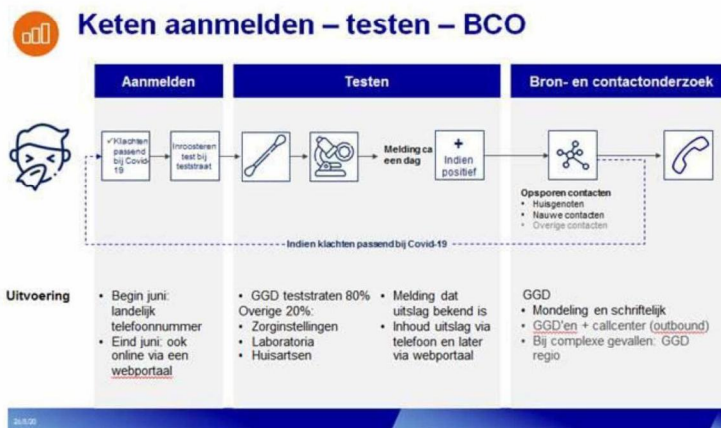 Keten aanmelden – testen – BCO
Aanmelden
Testen
Bron- en contactonderzoek
✓Klachten
passend
bij Covid-
19
Inroosteren
test bij
teststraat
Melding ca
een dag
+
Indien
positief
Opsporen contacten
• Huisgenoten
• Nauwe contacten
• Overige contacten
Indien klachten passend bij Covid-19
Uitvoering
• Begin juni:
landelijk
telefoonnummer
• Eind juni: ook
online via een
webportaal
• GGD teststraten 80%
Overige 20%:
• Zorginstellingen
• Laboratoria
• Huisartsen
• Melding dat
uitslag bekend is
• Inhoud uitslag via
telefoon en later
via webportaal
GGD
• Mondeling en schriftelijk
• GGD'en + callcenter (outbound)
• Bij complexe gevallen: GGD
regio